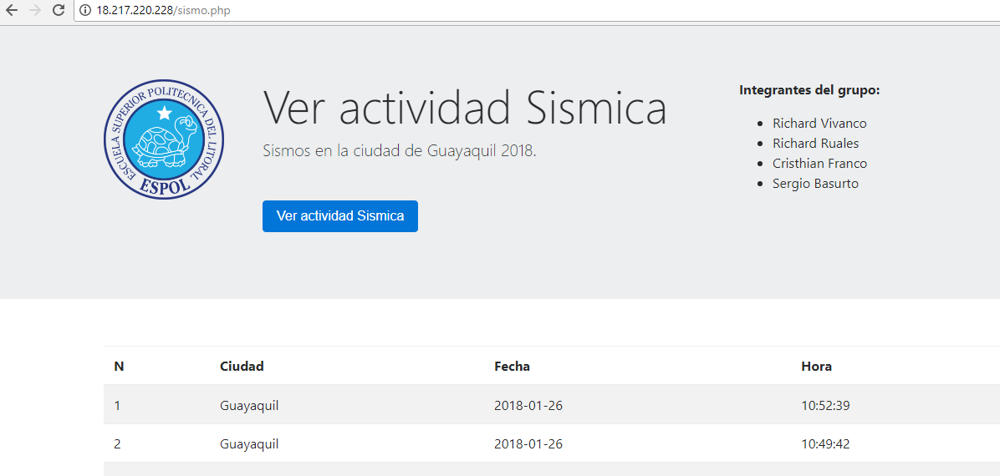 18.217.220.228/sismo.php
ESCUELA SUPERIOR POLITECNICA DEL LITORAL
ESPOL
Ver actividad Sismica
Sismos en la ciudad de Guayaquil 2018.
Ver actividad Sismica
Integrantes del grupo:
Richard Vivanco
Richard Ruales
Cristhian Franco
Sergio Basurto
N Ciudad Fecha Hora
1 Guayaquil 2018-01-26 10:52:39
2 Guayaquil 2018-01-26 10:49:42